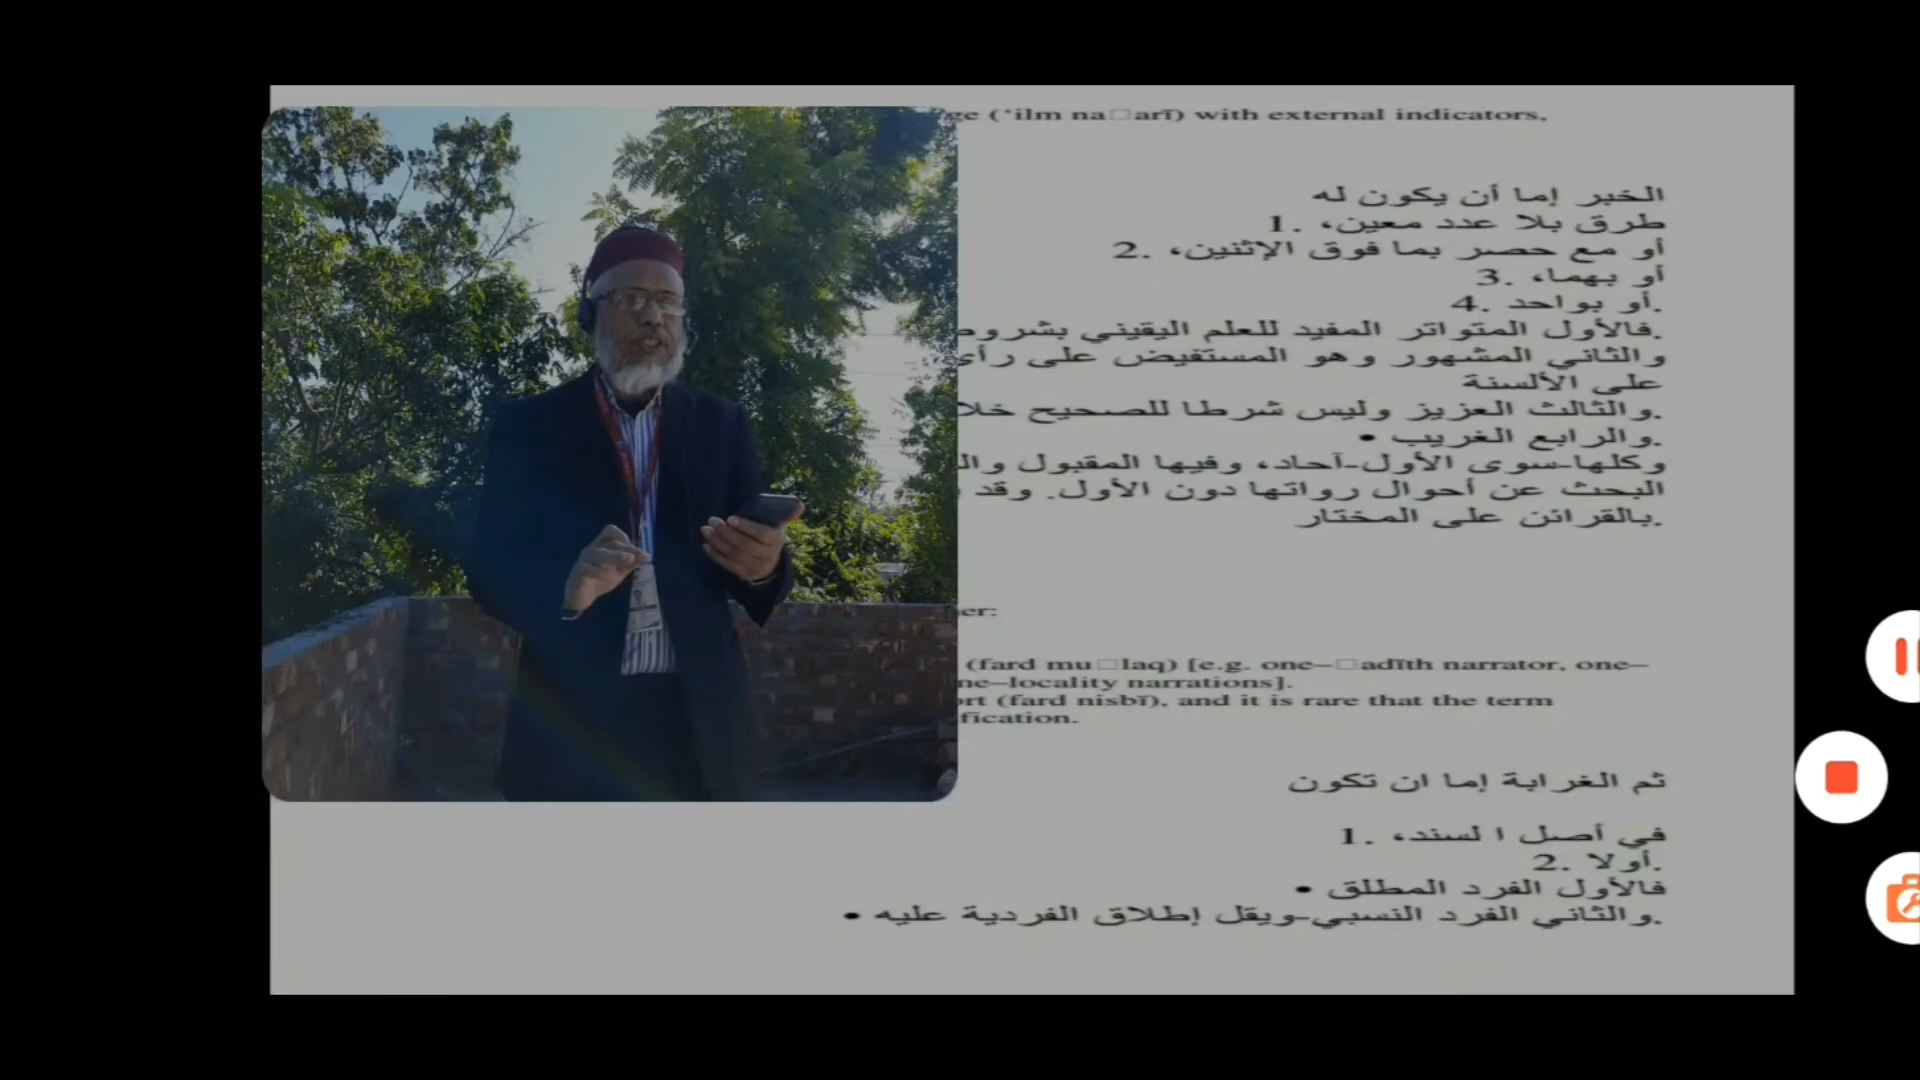 ge (‘ilm na□arī) with external indicators,
الخبر إما أن يكون له
طرق بلا عدد معين، .1
أو مع حصر بما فوق الإثنين، .2
أو بهما، .3
.أو بواحد .4
.فالأول المتواتر المفيد للعلم اليقيني بشروط
والثاني المشهور وهو المستفيض على رأي
على الألسنة
.والثالث العزيز وليس شرطا للصحيح
.والرابع الغريب •
وكلها-سوى الأول-آحاد، وفيها المقبول
البحث عن أحوال رواتها دون الأول. وقد
.بالقرائن على المختار
er:
(fard mu□laq) [e.g. one–□adīth narrator, one–
ne–locality narrations].
rt (fard nisbī), and it is rare that the term
fication.
ثم الغرابة إما ان تكون
في أصل ا لسند، .1
.أولا .2
فالأول الفرد المطلق •
.والثاني الفرد النسبي-ويقل إطلاق الفردية عليه •